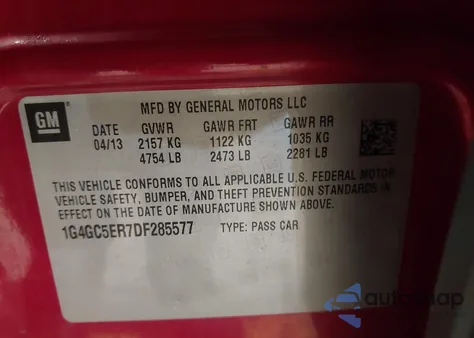 GM
MFD BY GENERAL MOTORS LLC
DATE GVWR GAWR FRT GAWR RR
04/13 2157 KG 1122 KG 1035 KG
4754 LB 2473 LB 2281 LB
THIS VEHICLE CONFORMS TO ALL APPLICABLE U.S. FEDERAL MOTOR
VEHICLE SAFETY, BUMPER, AND THEFT PREVENTION STANDARDS IN
EFFECT ON THE DATE OF MANUFACTURE SHOWN ABOVE.
1G4GC5ER7DF285577 TYPE: PASS CAR